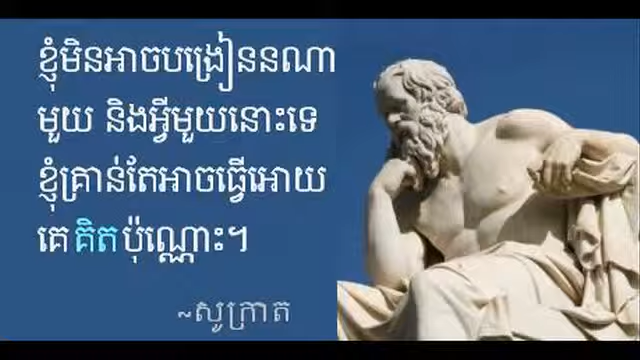 ខ្ញុំមិនអាចបង្រៀននណា
មួយ និងអ្វីមួយនោះទេ
ខ្ញុំគ្រាន់តែអាចធ្វើអោយ
គេ គិតប៉ុណ្ណោះ។
~សូក្រាត